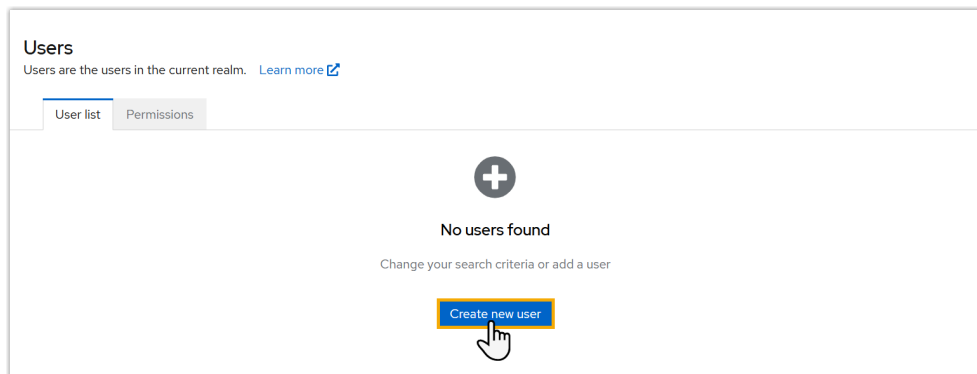 Users
Users are the users in the current realm. Learn more
User list Permissions
No users found
Change your search criteria or add a user
Create new user